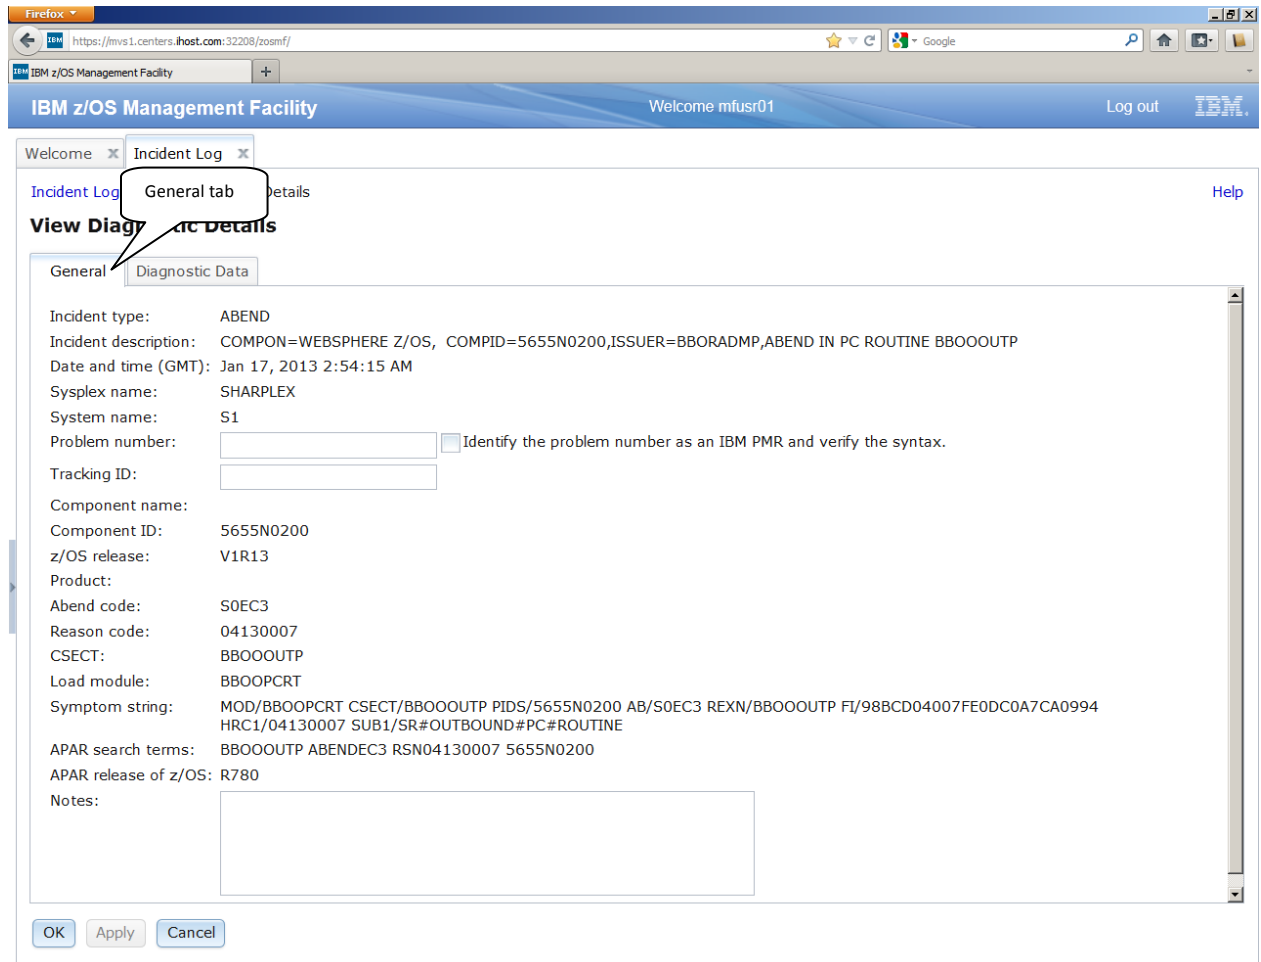 Firefox
https://mvs1.centers.ihost.com:32208/zosmf/
Google
IBM z/OS Management Facility
IBM z/OS Management Facility Welcome mfusr01 Log out IBM.
Welcome Incident Log
Incident Log General tab Details Help
View Diag tic Details
General Diagnostic Data
Incident type: ABEND
Incident description: COMPON=WEBSPHERE Z/OS, COMPID=5655N0200,ISSUER=BBORADMP,ABEND IN PC ROUTINE BBOOOUTP
Date and time (GMT): Jan 17, 2013 2:54:15 AM
Sysplex name: SHARPLEX
System name: S1
Problem number: Identify the problem number as an IBM PMR and verify the syntax.
Tracking ID:
Component name:
Component ID: 5655N0200
z/OS release: V1R13
Product:
Abend code: S0EC3
Reason code: 04130007
CSECT: BBOOOUTP
Load module: BBOOPCRT
Symptom string: MOD/BBOOPCRT CSECT/BBOOOUTP PIDS/5655N0200 AB/S0EC3 REXN/BBOOOUTP FI/98BCD04007FE0DC0A7CA0994
HRC1/04130007 SUB1/SR#OUTBOUND#PC#ROUTINE
APAR search terms: BBOOOUTP ABENDEC3 RSN04130007 5655N0200
APAR release of z/OS: R780
Notes:
OK Apply Cancel